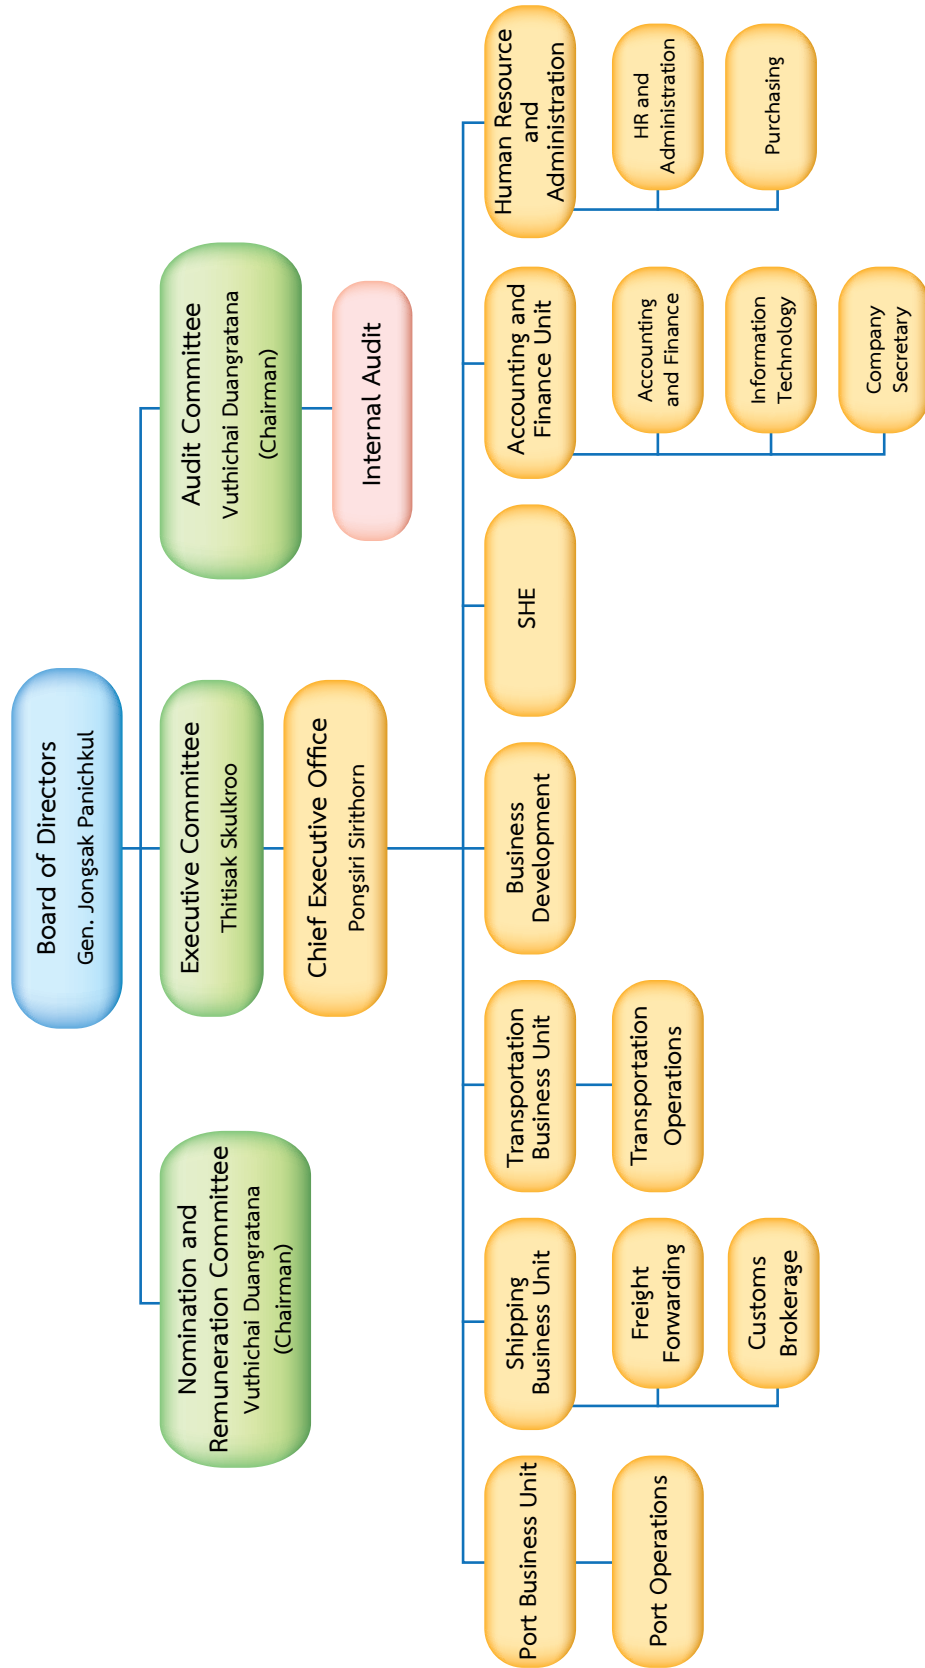 Board of Directors
Gen. Jongsak Panichkul
Nomination and
Remuneration Committee
Vuthichai Duangratana
(Chairman)
Executive Committee
Thitisak Skulkroo
Audit Committee
Vuthichai Duangratana
(Chairman)
Chief Executive Office
Pongsiri Sirithorn
Internal Audit
Port Business Unit
Shipping
Business Unit
Transportation
Business Unit
Business
Development
SHE
Accounting and
Finance Unit
Human Resource
and
Administration
Port Operations
Freight
Forwarding
Transportation
Operations
Accounting
and Finance
HR and
Administration
Customs
Brokerage
Information
Technology
Purchasing
Company
Secretary